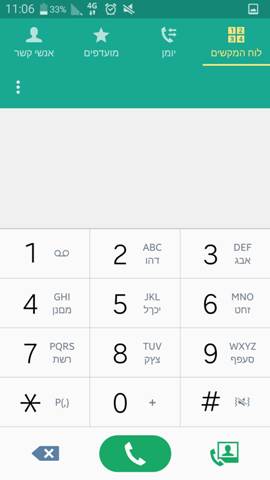 11:06 33% 4G
אנשי קשר מועדפים יומן לוח המקשים
1 2 ABC 3 DEF
דהו אבג
4 GHI 5 JKL 6 MNO
מםנן יכךל זחט
7 PQRS 8 TUV 9 WXYZ
רשת צץק סעפף
P(,) 0 + #